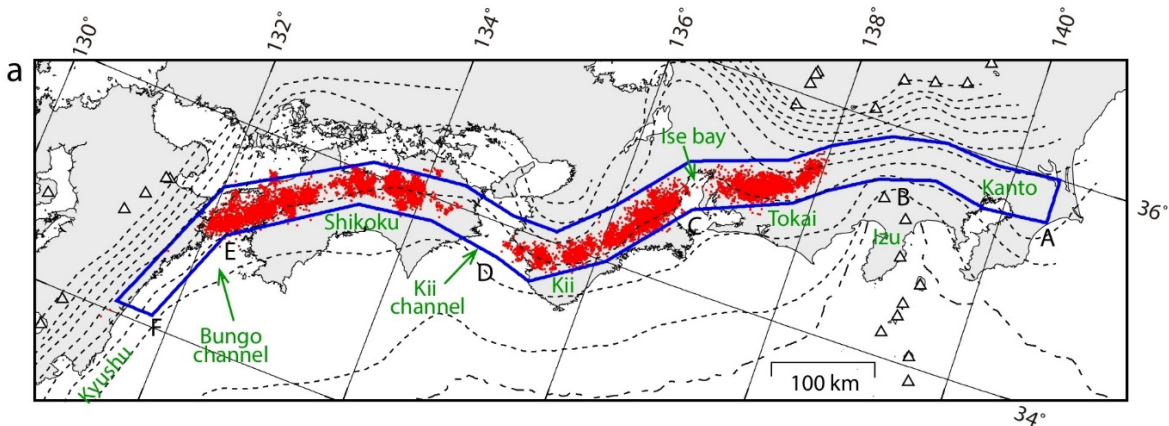 130°
132
134
136
138
140
a
Ise bay
Kanto
B
Shikoku
Tokai
C
36°
E
Izu
A
D
Kii
Kii
channel
F
Bungo
channel
Kyushu
100 km
34°